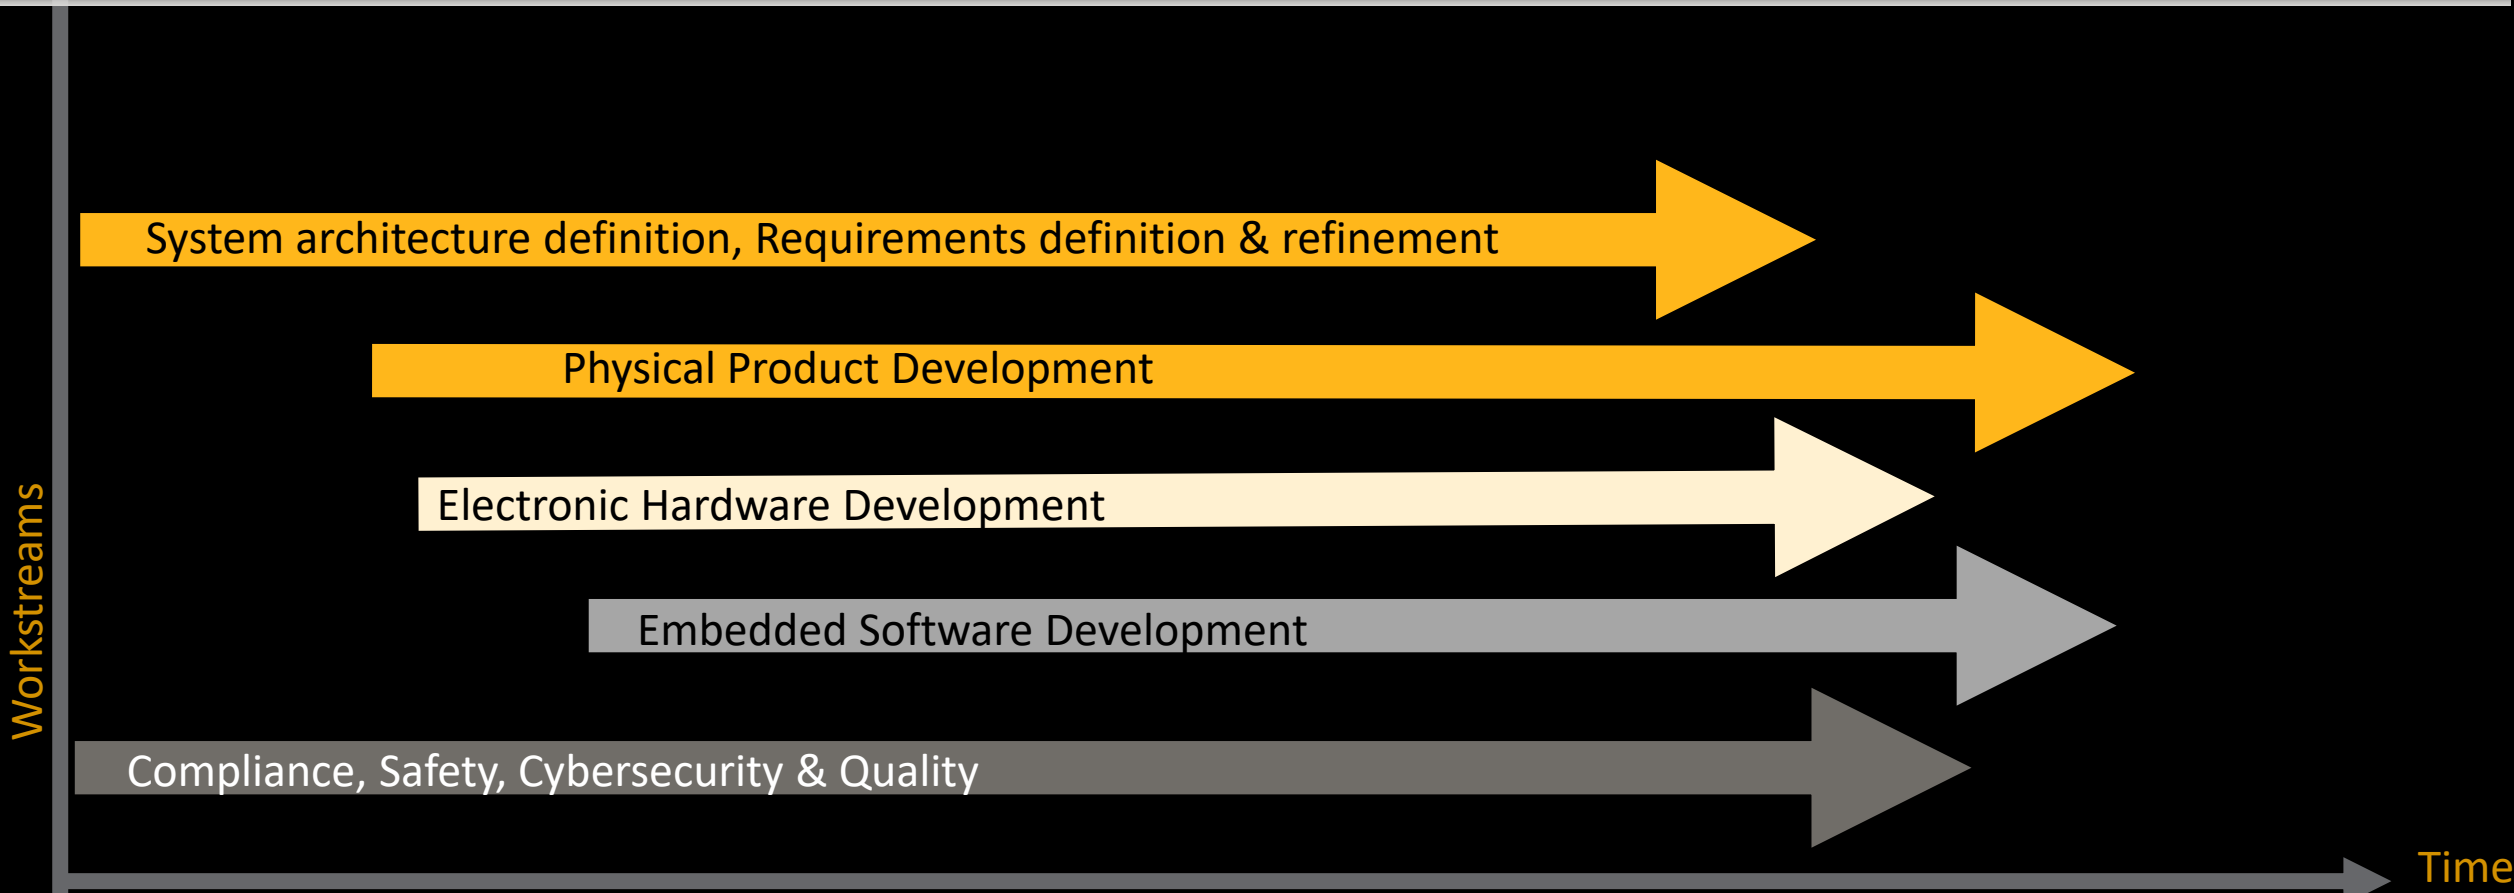 System architecture definition, Requirements definition & refinement
Physical Product Development
Electronic Hardware Development
Embedded Software Development
Compliance, Safety, Cybersecurity & Quality
Workstreams
Time